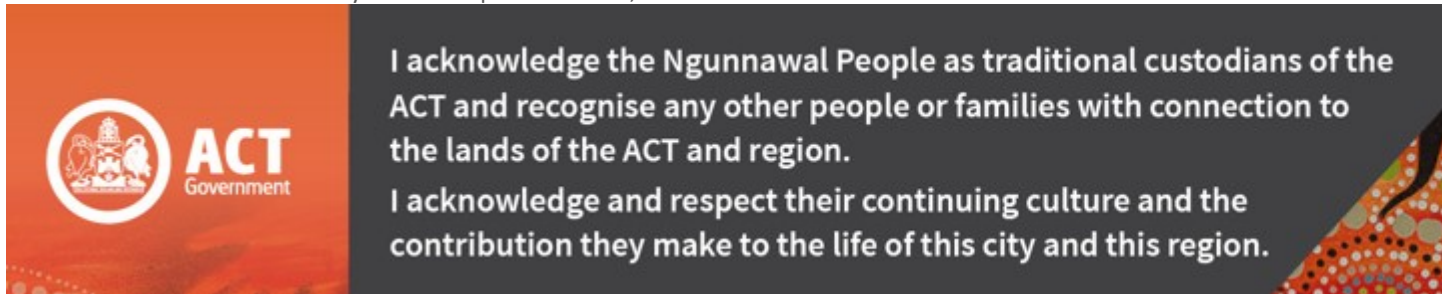 ACT
Government
I acknowledge the Ngunnawal People as traditional custodians of the
ACT and recognise any other people or families with connection to
the lands of the ACT and region.
I acknowledge and respect their continuing culture and the
contribution they make to the life of this city and this region.